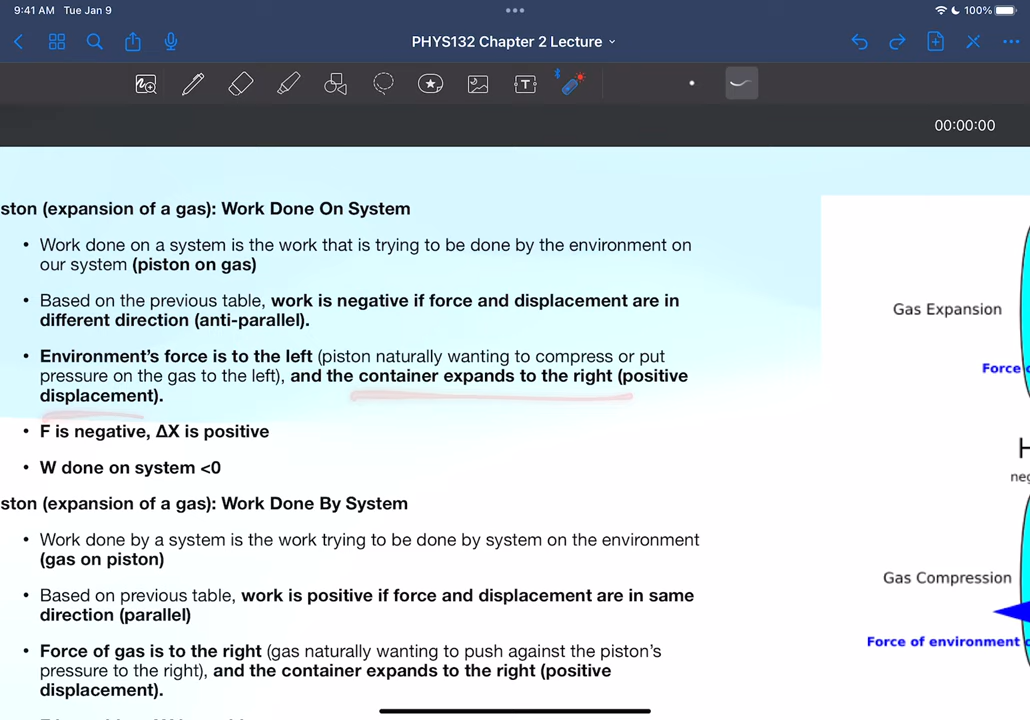 9:41 AM Tue Jan 9
100%
PHYS132 Chapter 2 Lecture
T
00:00:00
ston (expansion of a gas): Work Done On System
• Work done on a system is the work that is trying to be done by the environment on
our system (piston on gas)
• Based on the previous table, work is negative if force and displacement are in
different direction (anti-parallel).
• Environment's force is to the left (piston naturally wanting to compress or put
pressure on the gas to the left), and the container expands to the right (positive
displacement).
• F is negative, ΔX is positive
• W done on system <0
ston (expansion of a gas): Work Done By System
• Work done by a system is the work trying to be done by system on the environment
(gas on piston)
• Based on previous table, work is positive if force and displacement are in same
direction (parallel)
• Force of gas is to the right (gas naturally wanting to push against the piston's
pressure to the right), and the container expands to the right (positive
displacement).
Gas Expansion
Force
H
neg
Gas Compression
Force of environment